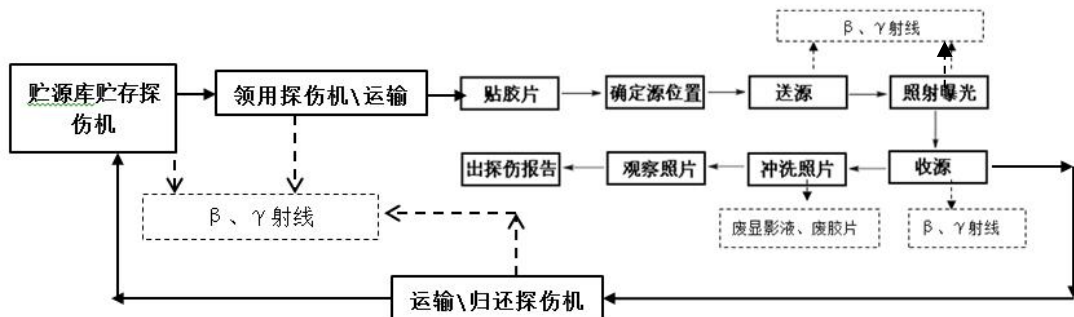 β、γ射线
贮源库贮存探
伤机
领用探伤机\运输
贴胶片
确定源位置
送源
照射曝光
出探伤报告
观察照片
冲洗照片
收源
β、γ射线
废显影液、废胶片
β、γ射线
运输\归还探伤机